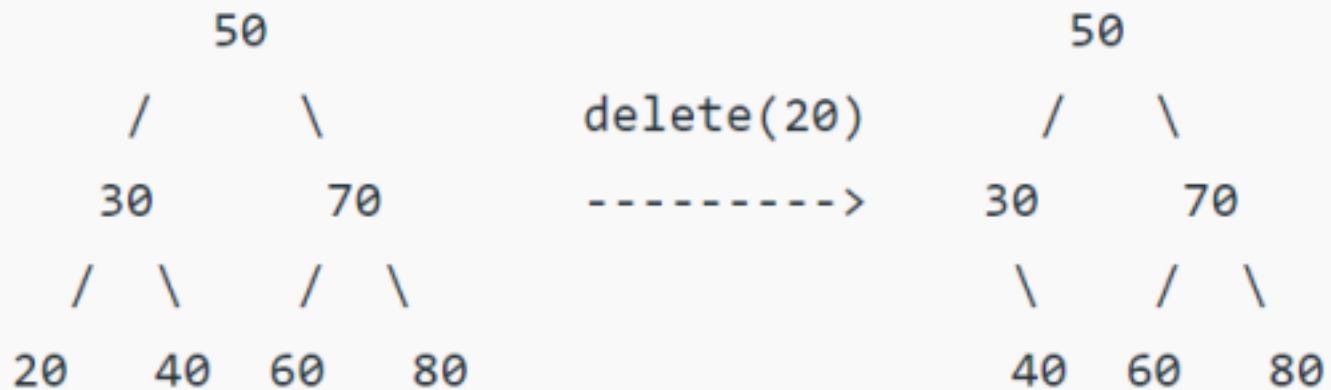 50 50
/ \ delete(20) / \
30 70 ---------> 30 70
/ \ / \ \ / \
20 40 60 80 40 60 80